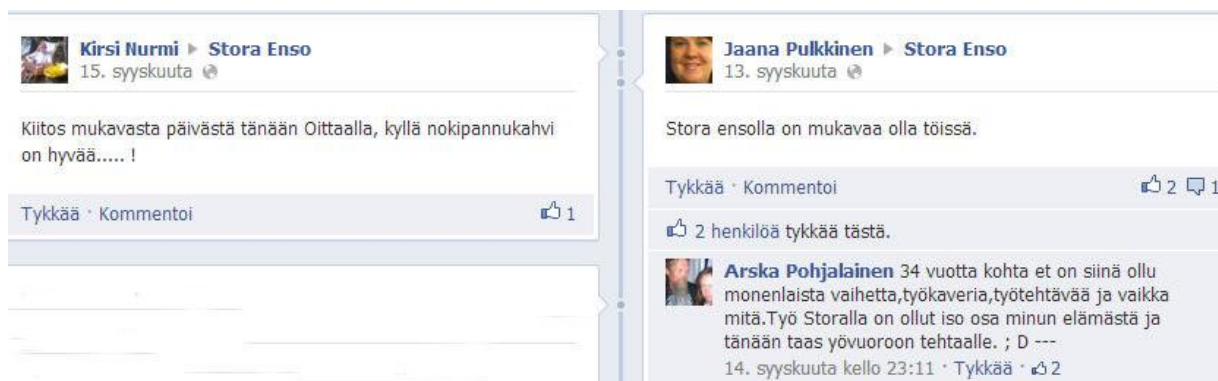 Kirsi Nurmi ▸ Stora Enso
15. syyskuuta
Kiitos mukavasta päivästä tänään Oittaalla, kyllä nokipannukahvi
on hyvää..... !
Tykkää · Kommentoi 1
Jaana Pulkkinen ▸ Stora Enso
13. syyskuuta
Stora ensolla on mukavaa olla töissä.
Tykkää · Kommentoi 2 1
2 henkilöä tykkää tästä.
Arska Pohjalainen 34 vuotta kohta et on siinä ollu
monenlaista vaihetta,työkaveria,työtehtävää ja vaikka
mitä.Työ Storalla on ollut iso osa minun elämästä ja
tänään taas yövuoroon tehtaalle. ; D ---
14. syyskuuta kello 23:11 · Tykkää · 2